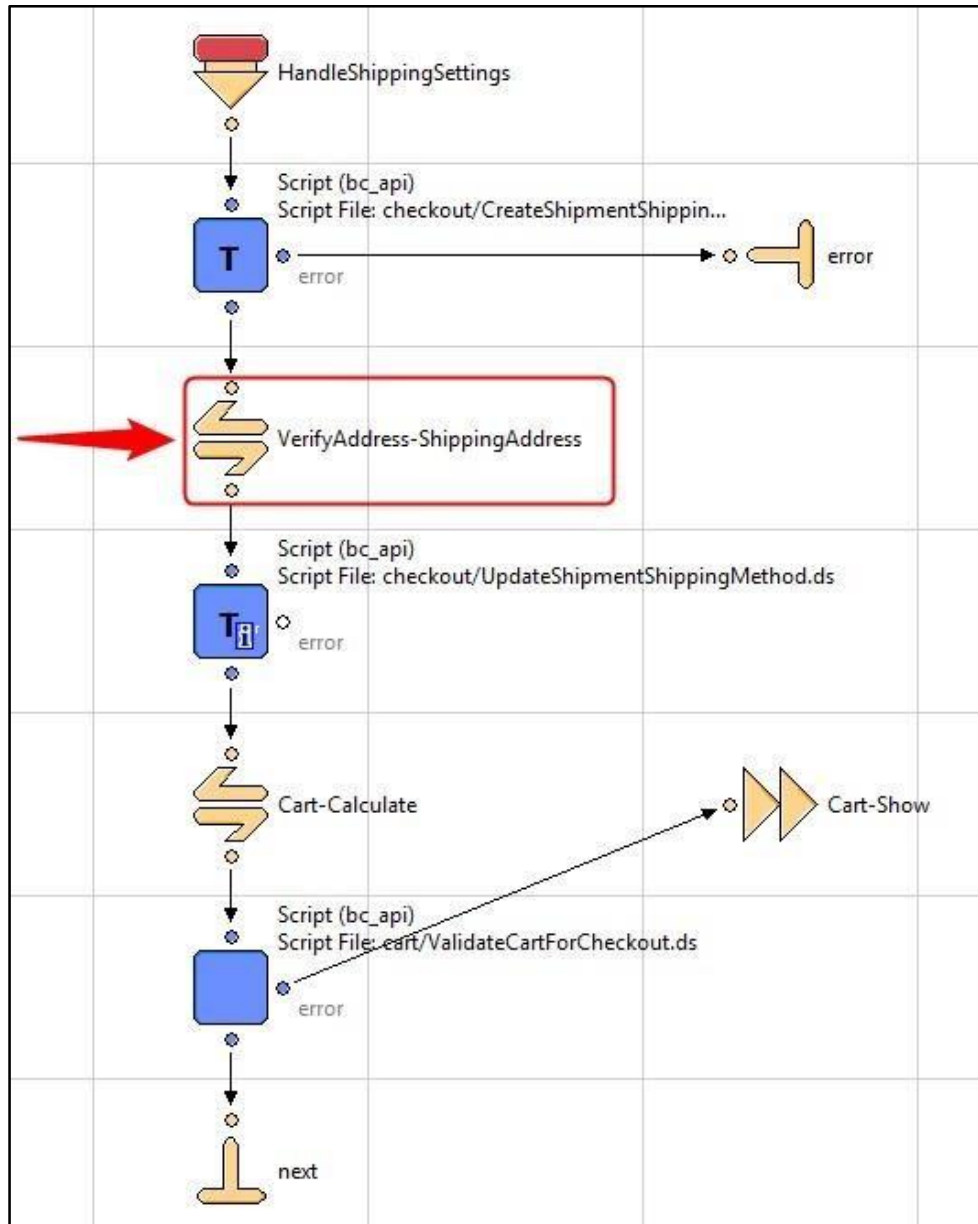 HandleShippingSettings
Script (bc_api)
Script File: checkout/CreateShipmentShippin...
T
error
error
VerifyAddress-ShippingAddress
Script (bc_api)
Script File: checkout/UpdateShipmentShippingMethod.ds
T
i
error
Cart-Calculate
Cart-Show
Script (bc_api)
Script File: cart/ValidateCartForCheckout.ds
error
next